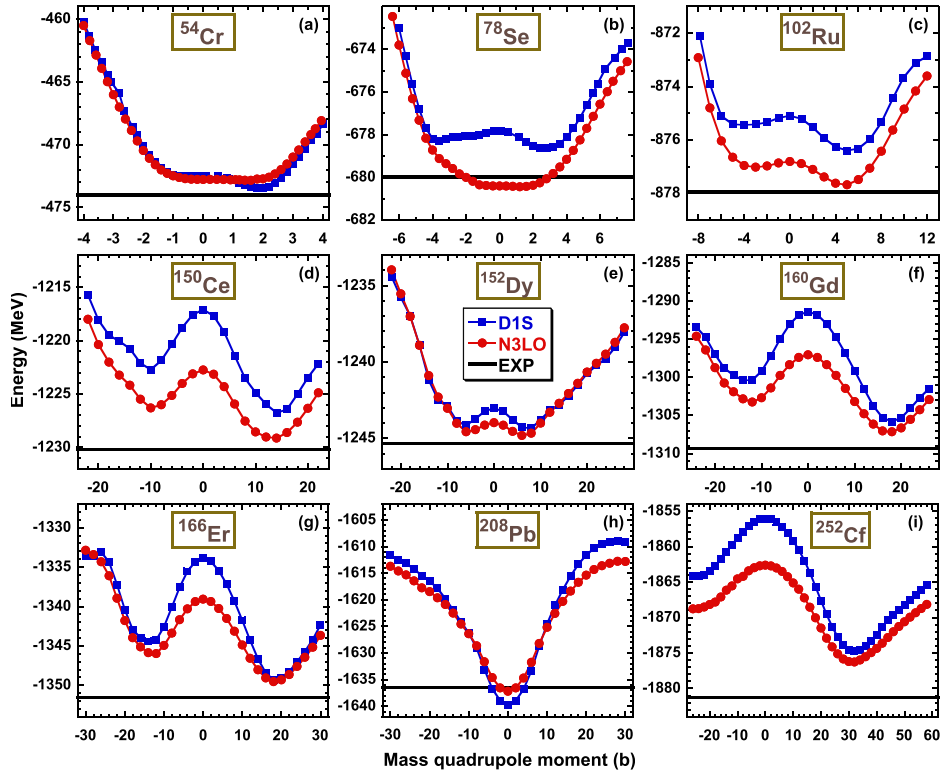 (a) ⁵⁴Cr
-460
-465
-470
-475
-4 -3 -2 -1 0 1 2 3 4
(b) ⁷⁸Se
-674
-676
-678
-680
-682
-6 -4 -2 0 2 4 6
(c) ¹⁰²Ru
-872
-874
-876
-878
-8 -4 0 4 8 12
(d) ¹⁵⁰Ce
-1215
-1220
-1225
-1230
-20 -10 0 10 20
(e) ¹⁵²Dy
D1S
N3LO
EXP
-1235
-1240
-1245
-20 -10 0 10 20
(f) ¹⁶⁰Gd
-1285
-1290
-1295
-1300
-1305
-1310
-20 -10 0 10 20
Energy (MeV)
(g) ¹⁶⁶Er
-1330
-1335
-1340
-1345
-1350
-30 -20 -10 0 10 20 30
(h) ²⁰⁸Pb
-1605
-1610
-1615
-1620
-1625
-1630
-1635
-1640
-30 -20 -10 0 10 20 30
(i) ²⁵²Cf
-1855
-1860
-1865
-1870
-1875
-1880
-20 -10 0 10 20 30 40 50 60
Mass quadrupole moment (b)